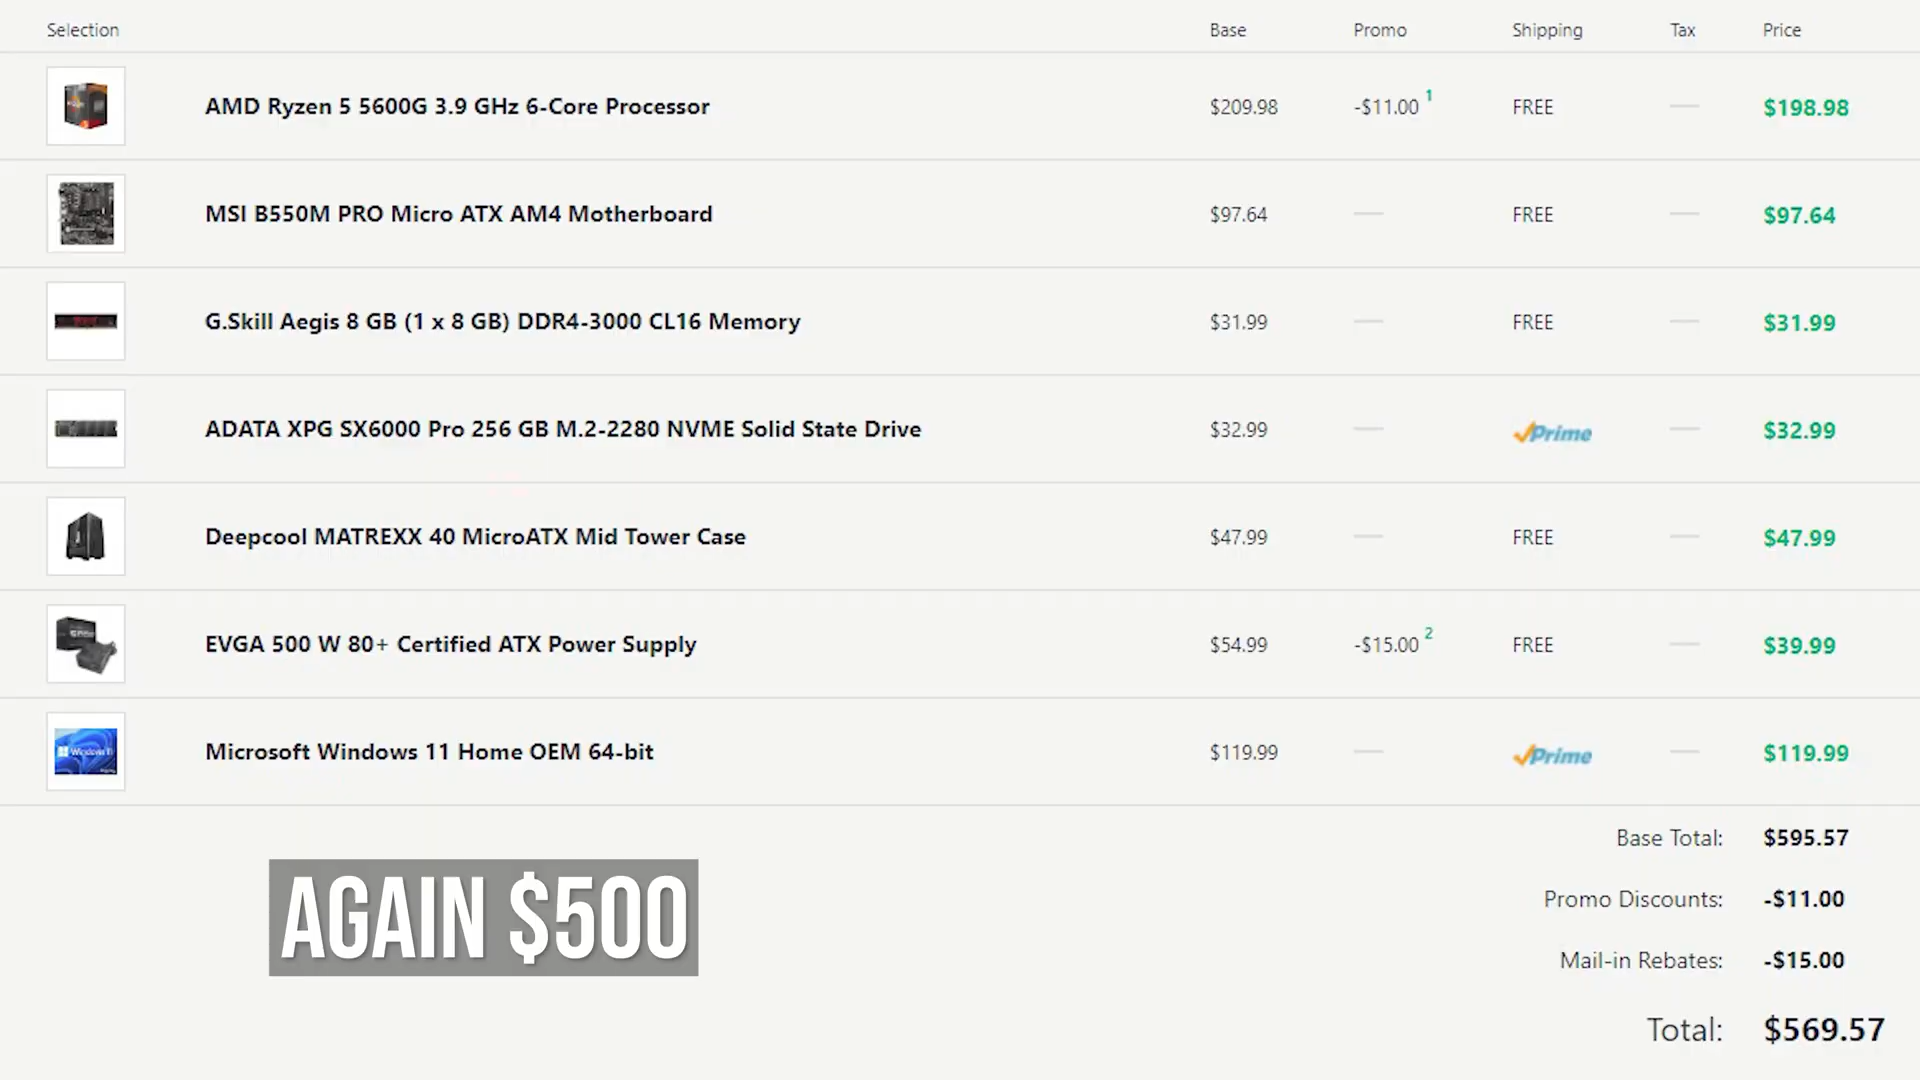 Selection Base Promo Shipping Tax Price
AMD Ryzen 5 5600G 3.9 GHz 6-Core Processor $209.98 -$11.00 1 FREE — $198.98
MSI B550M PRO Micro ATX AM4 Motherboard $97.64 — FREE — $97.64
G.Skill Aegis 8 GB (1 x 8 GB) DDR4-3000 CL16 Memory $31.99 — FREE — $31.99
ADATA XPG SX6000 Pro 256 GB M.2-2280 NVME Solid State Drive $32.99 — Prime — $32.99
Deepcool MATREXX 40 MicroATX Mid Tower Case $47.99 — FREE — $47.99
EVGA 500 W 80+ Certified ATX Power Supply $54.99 -$15.00 2 FREE — $39.99
Windows 11
Microsoft Windows 11 Home OEM 64-bit $119.99 — Prime — $119.99
Base Total: $595.57
Promo Discounts: -$11.00
AGAIN $500
Mail-in Rebates: -$15.00
Total: $569.57